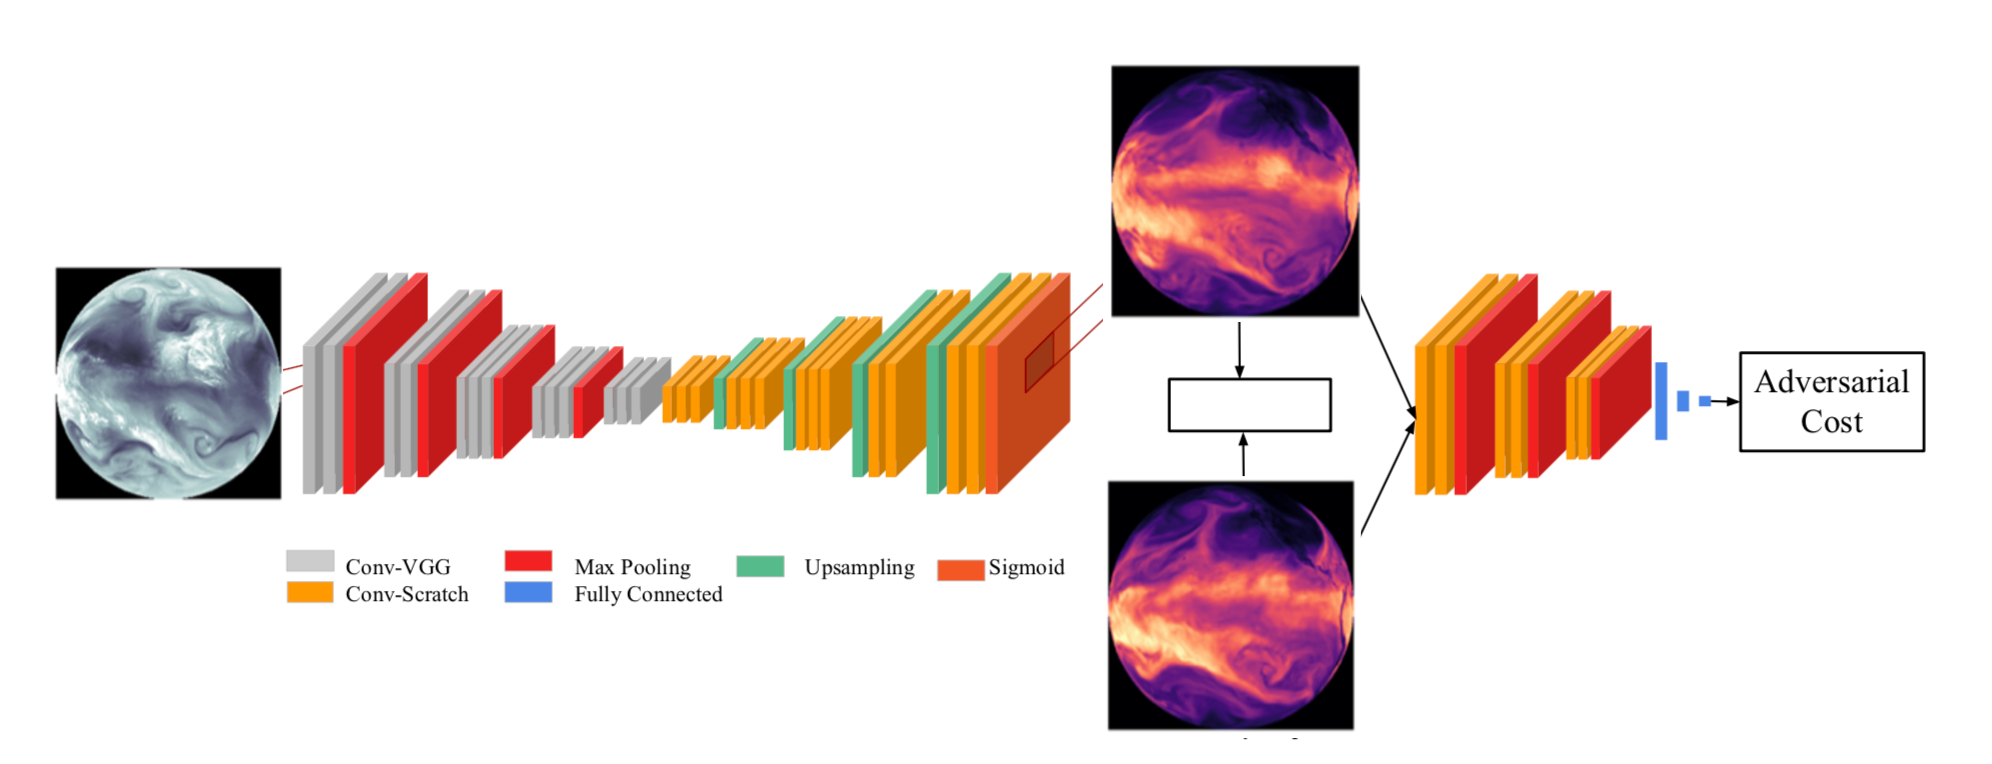 Adversarial
Cost
Conv-VGG
Max Pooling
Upsampling
Sigmoid
Conv-Scratch
Fully Connected